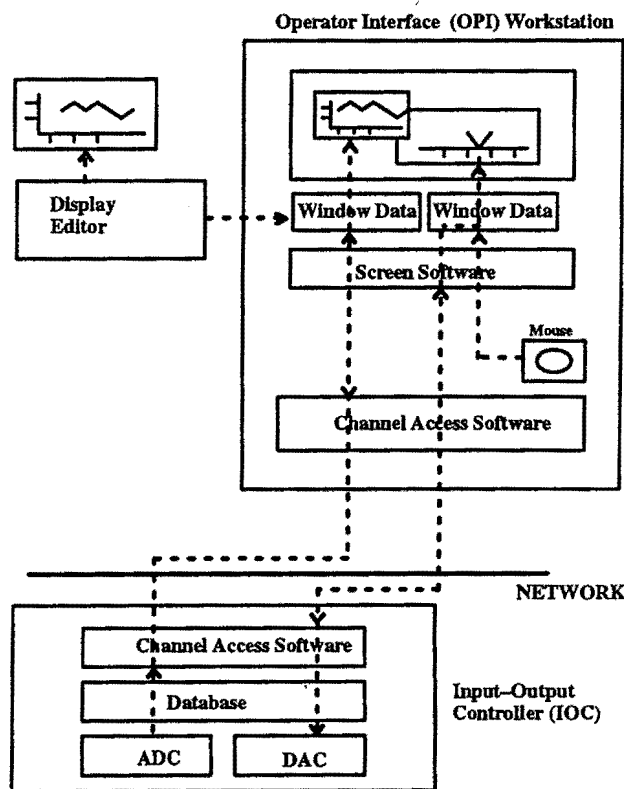 Operator Interface (OPI) Workstation
Display
Editor
Window Data
Window Data
Screen Software
Mouse
Channel Access Software
NETWORK
Channel Access Software
Database
ADC
DAC
Input-Output
Controller (IOC)